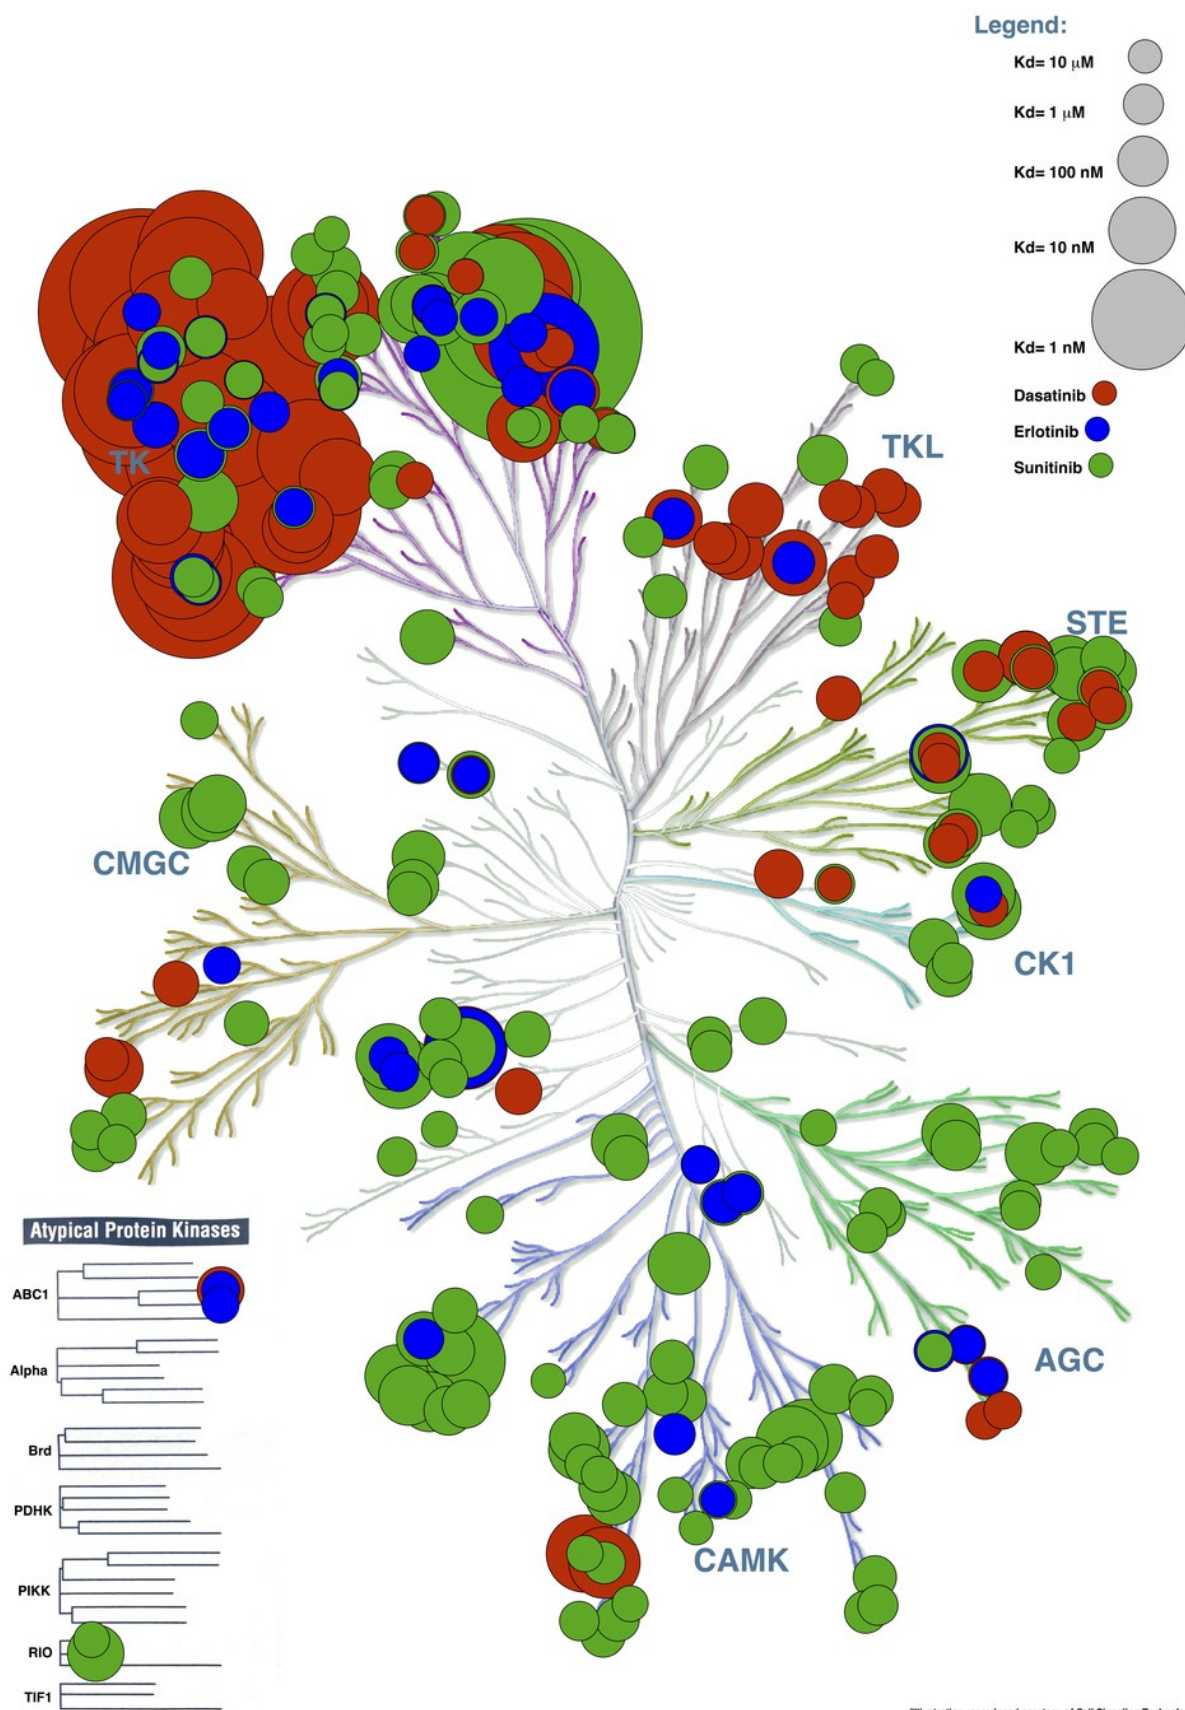 Legend:
Kd= 10 μM
Kd= 1 μM
Kd= 100 nM
Kd= 10 nM
Kd= 1 nM
Dasatinib
Erlotinib
Sunitinib
TK
TKL
STE
CMGC
CK1
AGC
CAMK
Atypical Protein Kinases
ABC1
Alpha
Brd
PDHK
PIKK
RIO
TIF1